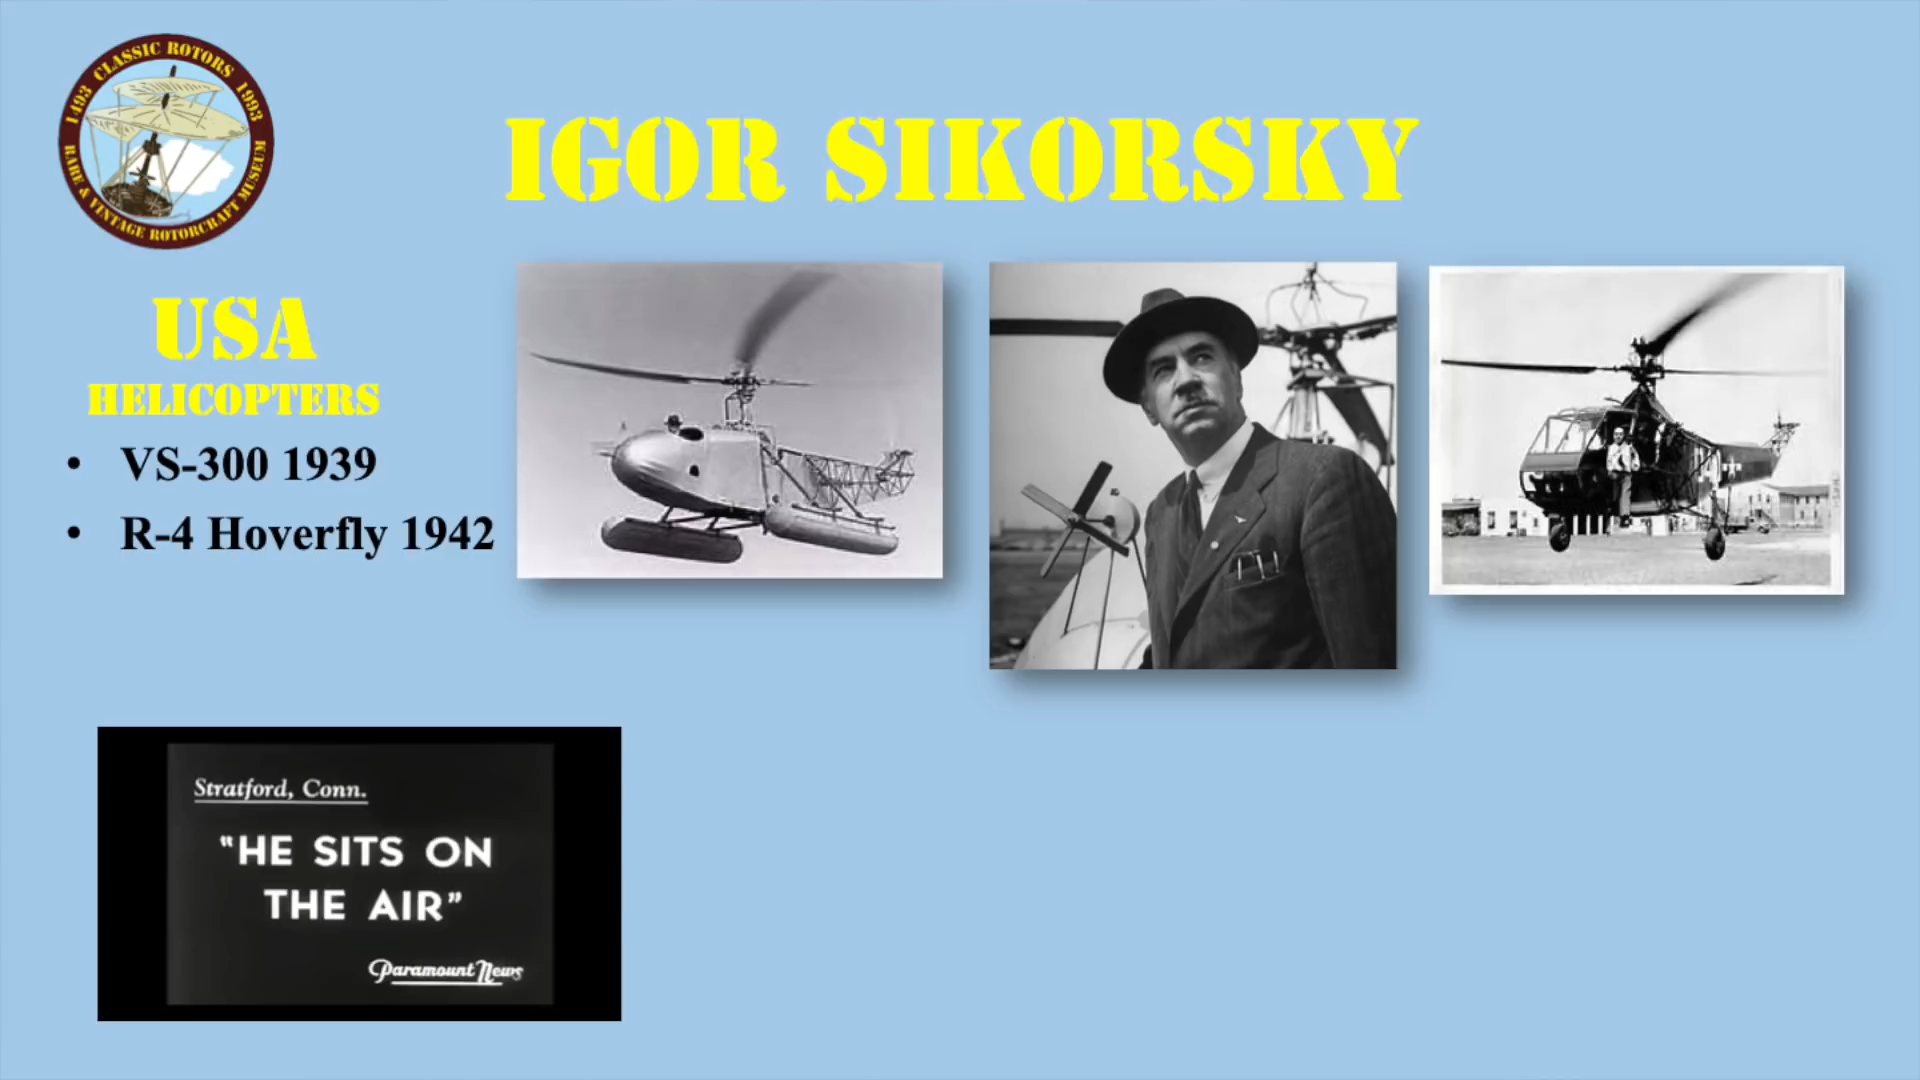 1493 CLASSIC ROTORS 1993
RARE & VINTAGE ROTORCRAFT MUSEUM
IGOR SIKORSKY
USA
HELICOPTERS
• VS-300 1939
• R-4 Hoverfly 1942
Stratford, Conn.
"HE SITS ON
THE AIR"
Paramount News